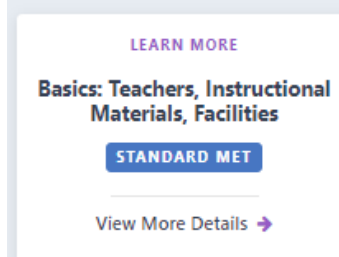 LEARN MORE
Basics: Teachers, Instructional
Materials, Facilities
STANDARD MET
View More Details →